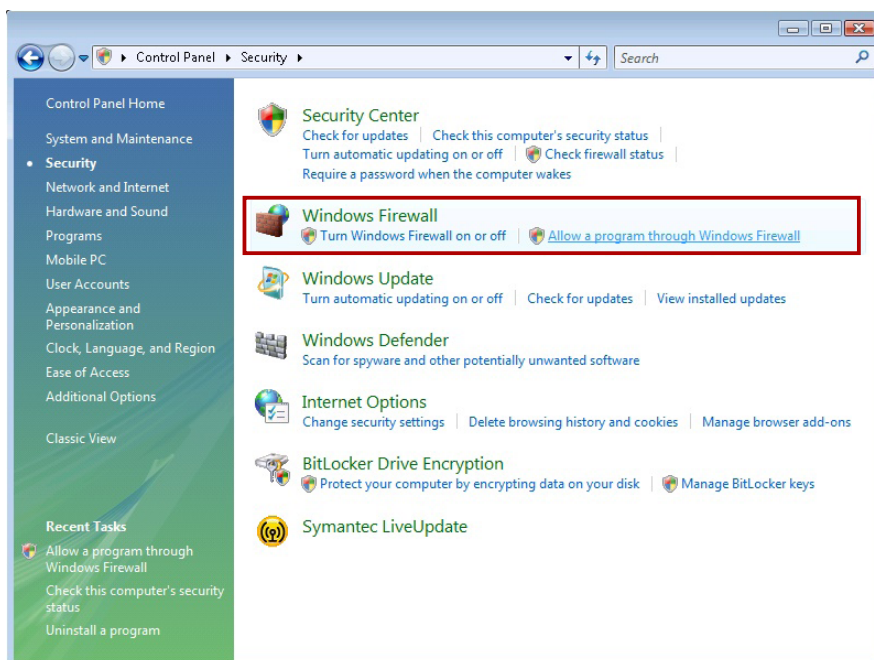 Control Panel Security
Search
Control Panel Home
System and Maintenance
Security
Network and Internet
Hardware and Sound
Programs
Mobile PC
User Accounts
Appearance and
Personalization
Clock, Language, and Region
Ease of Access
Additional Options
Classic View
Recent Tasks
Allow a program through
Windows Firewall
Check this computer's security
status
Uninstall a program
Security Center
Check for updates Check this computer's security status
Turn automatic updating on or off Check firewall status
Require a password when the computer wakes
Windows Firewall
Turn Windows Firewall on or off Allow a program through Windows Firewall
Windows Update
Turn automatic updating on or off Check for updates View installed updates
Windows Defender
Scan for spyware and other potentially unwanted software
Internet Options
Change security settings Delete browsing history and cookies Manage browser add-ons
BitLocker Drive Encryption
Protect your computer by encrypting data on your disk Manage BitLocker keys
Symantec LiveUpdate